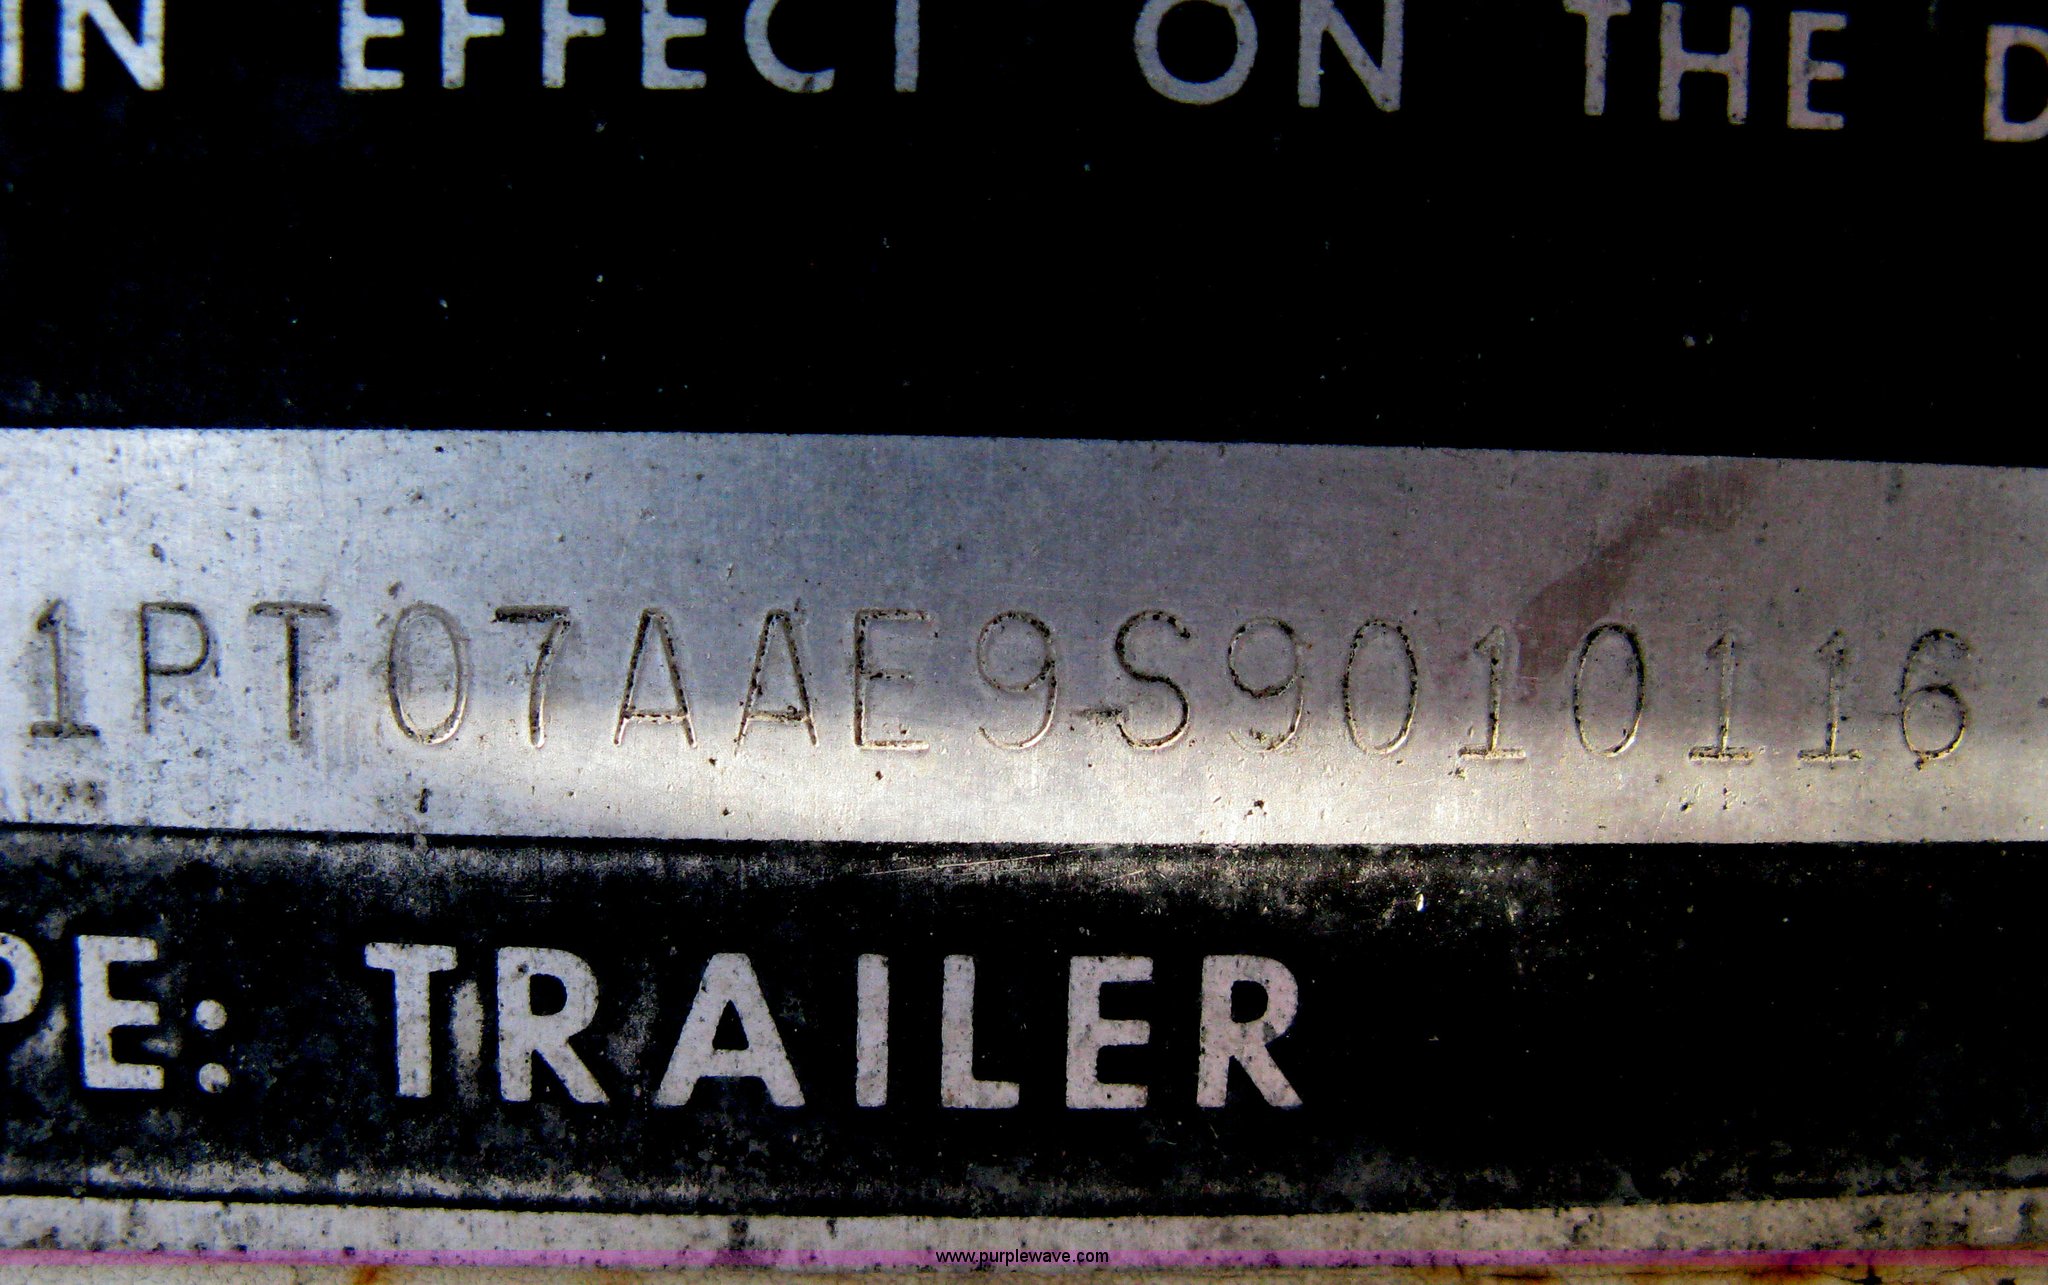 IN EFFECT ON THE D
1PT07AAE9S9010116
PE: TRAILER
www.purplewave.com